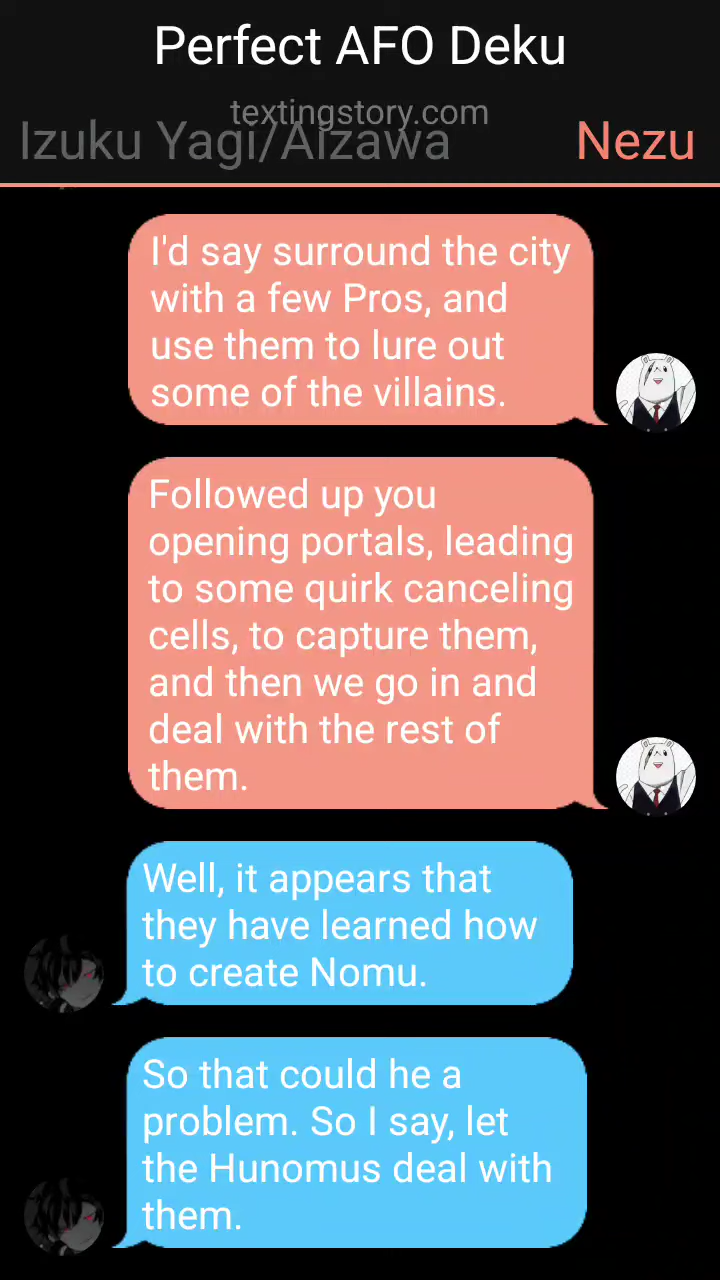 Perfect AFO Deku
textingstory.com
Izuku Yagi/Aizawa
Nezu
I'd say surround the city
with a few Pros, and
use them to lure out
some of the villains.
Followed up you
opening portals, leading
to some quirk canceling
cells, to capture them,
and then we go in and
deal with the rest of
them.
Well, it appears that
they have learned how
to create Nomu.
So that could he a
problem. So I say, let
the Hunomus deal with
them.